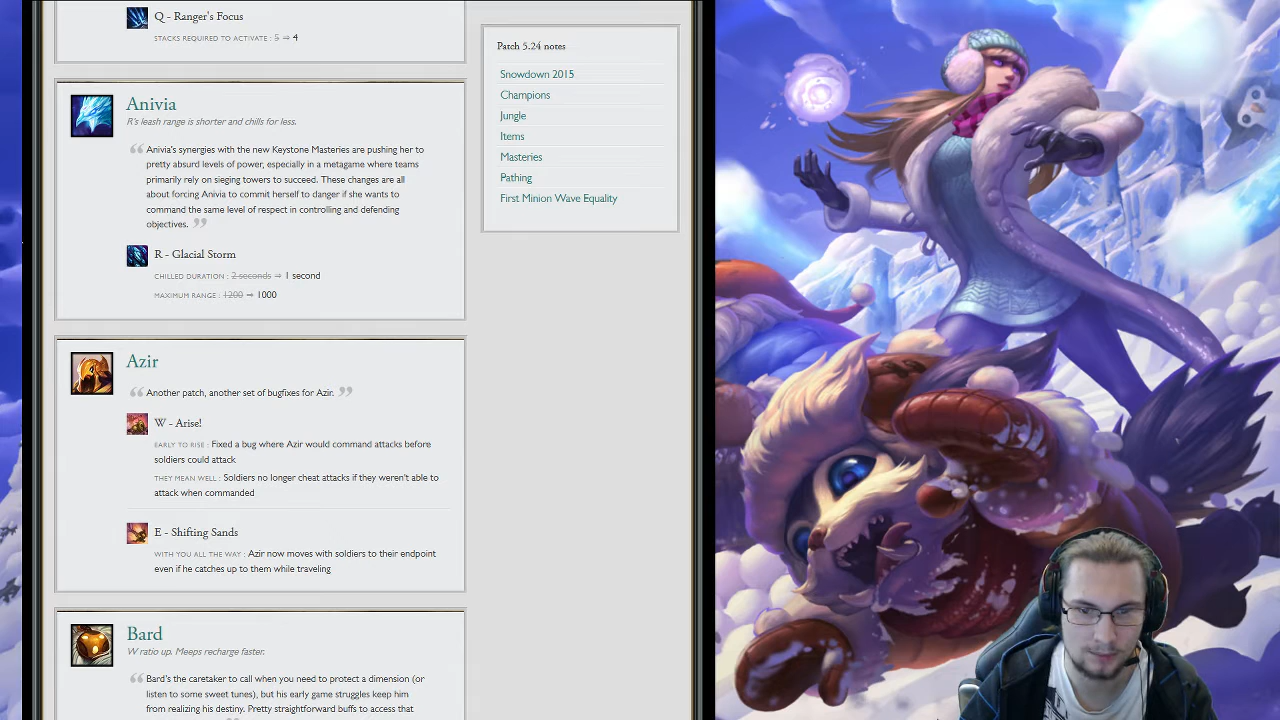 Q - Ranger's Focus
STACKS REQUIRED TO ACTIVATE : 5 ⇒ 4
Anivia
R's leash range is shorter and chills for less.
“ Anivia's synergies with the new Keystone Masteries are pushing her to
pretty absurd levels of power, especially in a metagame where teams
primarily rely on sieging towers to succeed. These changes are all
about forcing Anivia to commit herself to danger if she wants to
command the same level of respect in controlling and defending
objectives. ”
R - Glacial Storm
CHILLED DURATION : 2 seconds ⇒ 1 second
MAXIMUM RANGE : 1200 ⇒ 1000
Azir
“ Another patch, another set of bugfixes for Azir. ”
W - Arise!
EARLY TO RISE : Fixed a bug where Azir would command attacks before
soldiers could attack
THEY MEAN WELL : Soldiers no longer cheat attacks if they weren't able to
attack when commanded
E - Shifting Sands
WITH YOU ALL THE WAY : Azir now moves with soldiers to their endpoint
even if he catches up to them while traveling
Bard
W ratio up. Meeps recharge faster.
“ Bard's the caretaker to call when you need to protect a dimension (or
listen to some sweet tunes), but his early game struggles keep him
from realizing his destiny. Pretty straightforward buffs to access that
Patch 5.24 notes
Snowdown 2015
Champions
Jungle
Items
Masteries
Pathing
First Minion Wave Equality